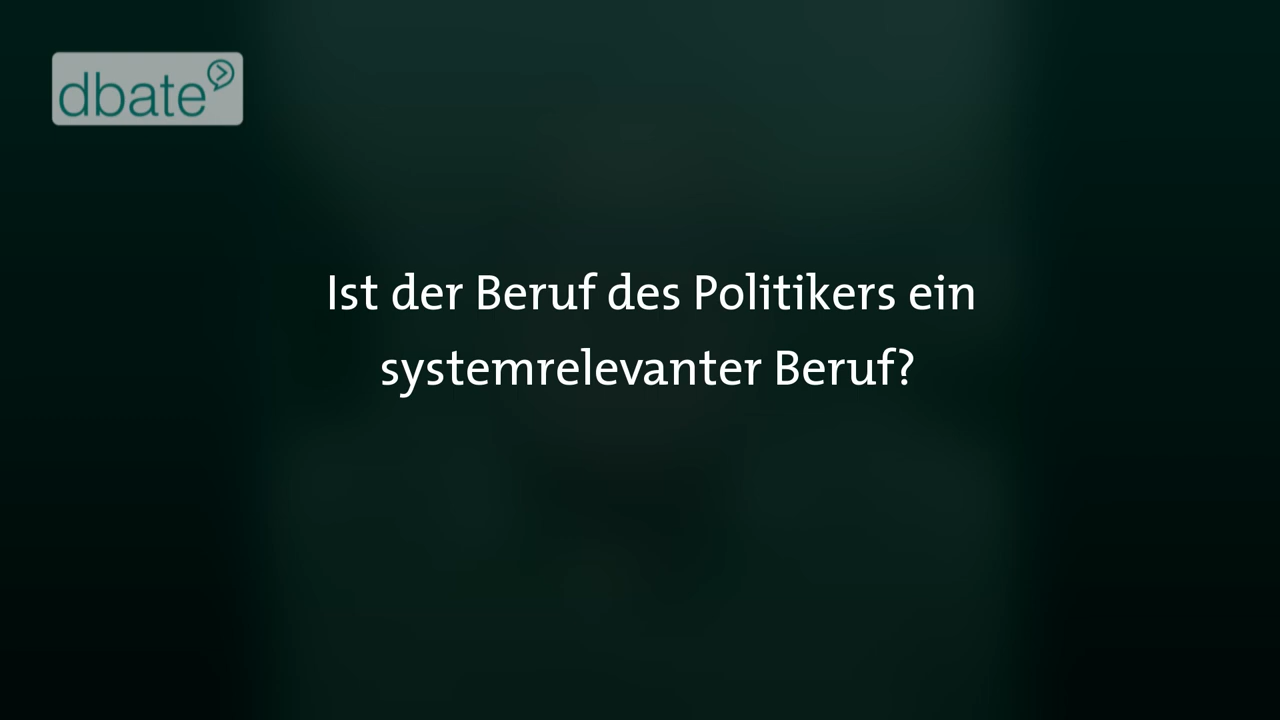 dbate
Ist der Beruf des Politikers ein
systemrelevanter Beruf?